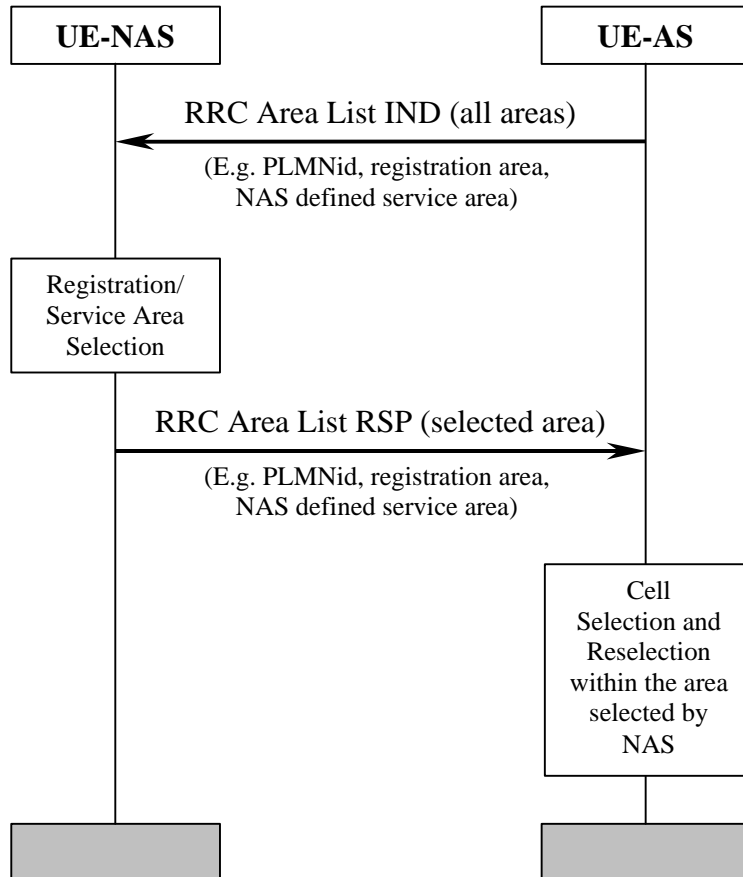 UE-NAS
UE-AS
RRC Area List IND (all areas)
(E.g. PLMNid, registration area,
NAS defined service area)
Registration/
Service Area
Selection
RRC Area List RSP (selected area)
(E.g. PLMNid, registration area,
NAS defined service area)
Cell
Selection and
Reselection
within the area
selected by
NAS